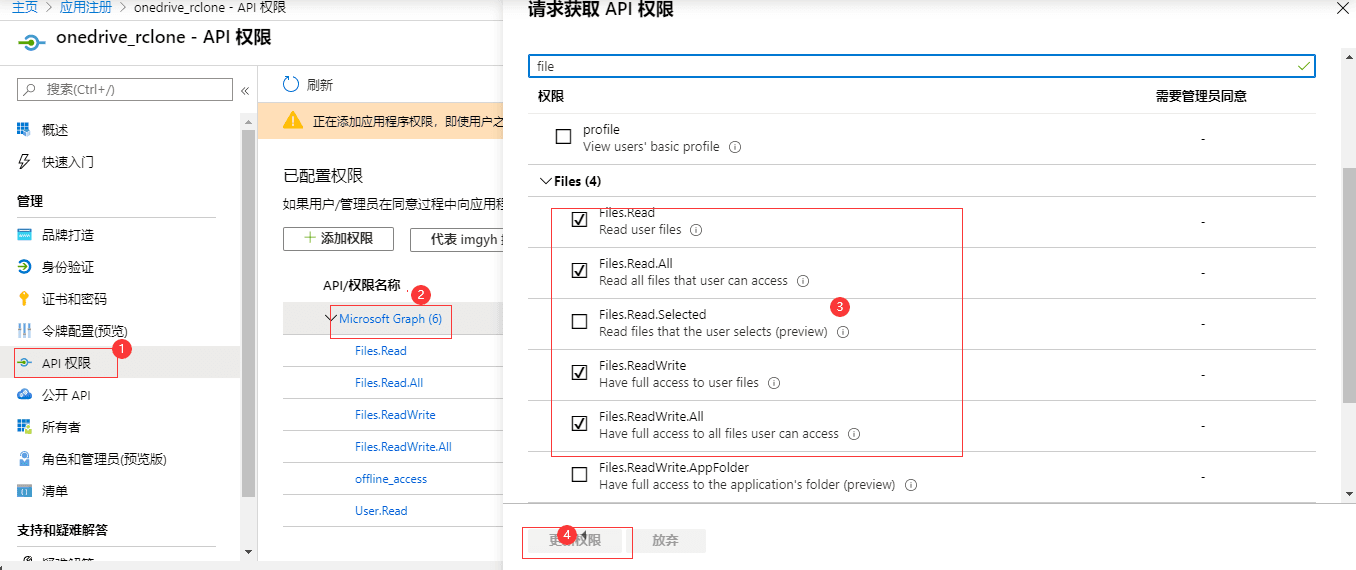 主页 > 应用注册 > onedrive_rclone - API 权限
onedrive_rclone - API 权限
搜索(Ctrl+/)
«
概述
快速入门
管理
品牌打造
身份验证
证书和密码
令牌配置(预览)
API 权限
1
公开 API
所有者
角色和管理员(预览版)
清单
支持和疑难解答
疑难解答
刷新
正在添加应用程序权限，即使用户之
已配置权限
如果用户/管理员在同意过程中向应用程
添加权限
代表 imgyh
API/权限名称
2
Microsoft Graph (6)
Files.Read
Files.Read.All
Files.ReadWrite
Files.ReadWrite.All
offline_access
User.Read
请求获取 API 权限
file
权限
需要管理员同意
profile
View users' basic profile
-
Files (4)
Files.Read
Read user files
-
Files.Read.All
Read all files that user can access
-
3
Files.Read.Selected
Read files that the user selects (preview)
-
Files.ReadWrite
Have full access to user files
-
Files.ReadWrite.All
Have full access to all files user can access
-
Files.ReadWrite.AppFolder
Have full access to the application's folder (preview)
-
4
更新权限
放弃